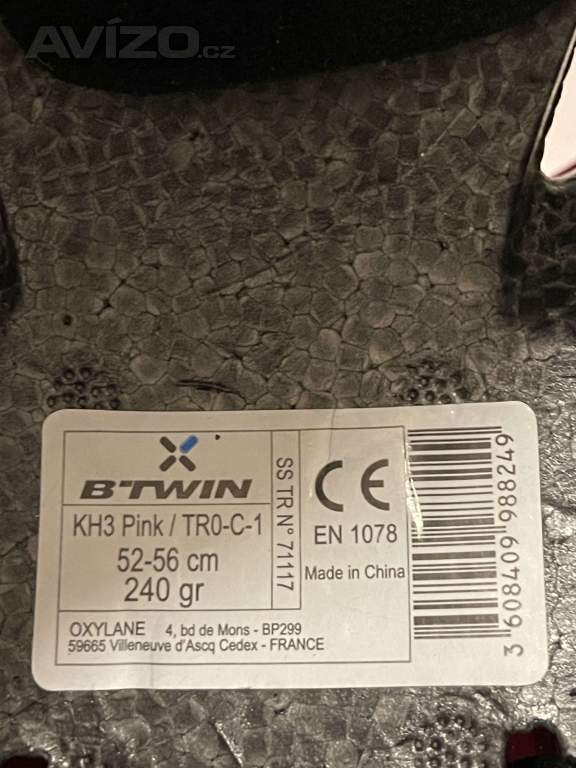 AVÍZO.cz
B'TWIN
KH3 Pink / TR0-C-1
52-56 cm
240 gr
SS TR N° 71117
CE
EN 1078
Made in China
OXYLANE 4, bd de Mons - BP299
59665 Villeneuve d'Ascq Cedex - FRANCE
3 608409 988249